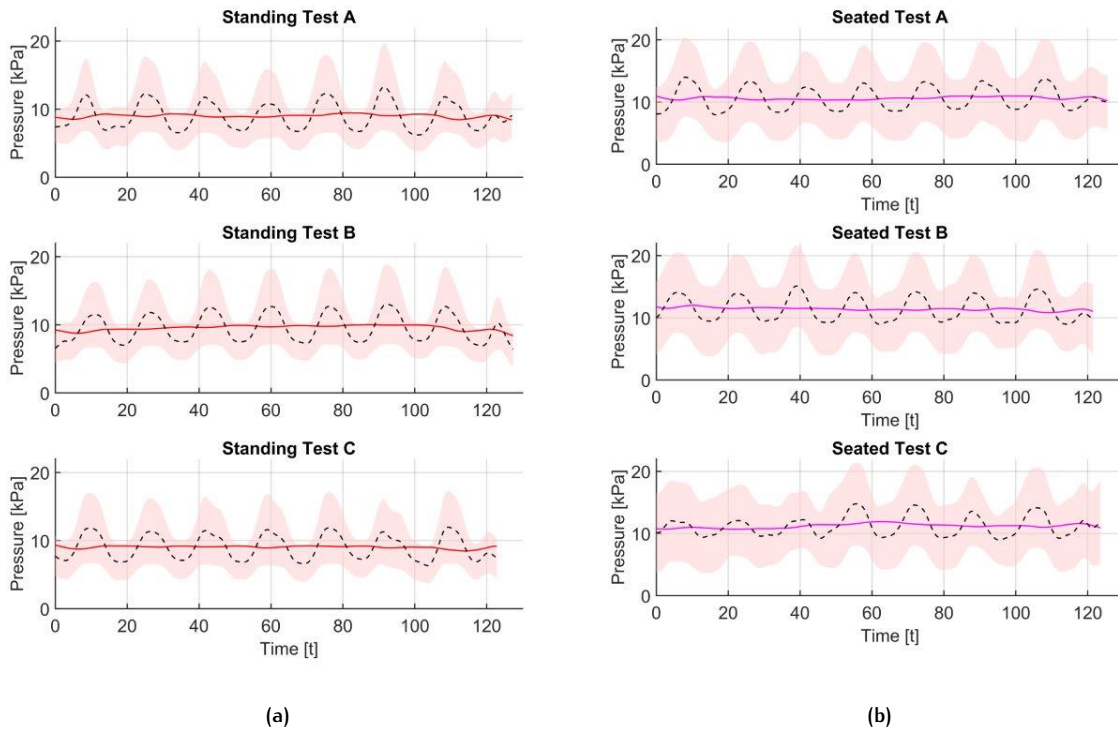 Standing Test A
Pressure [kPa]
20
10
0
0 20 40 60 80 100 120
Standing Test B
Pressure [kPa]
20
10
0
0 20 40 60 80 100 120
Standing Test C
Pressure [kPa]
20
10
0
0 20 40 60 80 100 120
Time [t]
(a)
Seated Test A
Pressure [kPa]
20
10
0
0 20 40 60 80 100 120
Time [t]
Seated Test B
Pressure [kPa]
20
10
0
0 20 40 60 80 100 120
Time [t]
Seated Test C
Pressure [kPa]
20
10
0
0 20 40 60 80 100 120
Time [t]
(b)